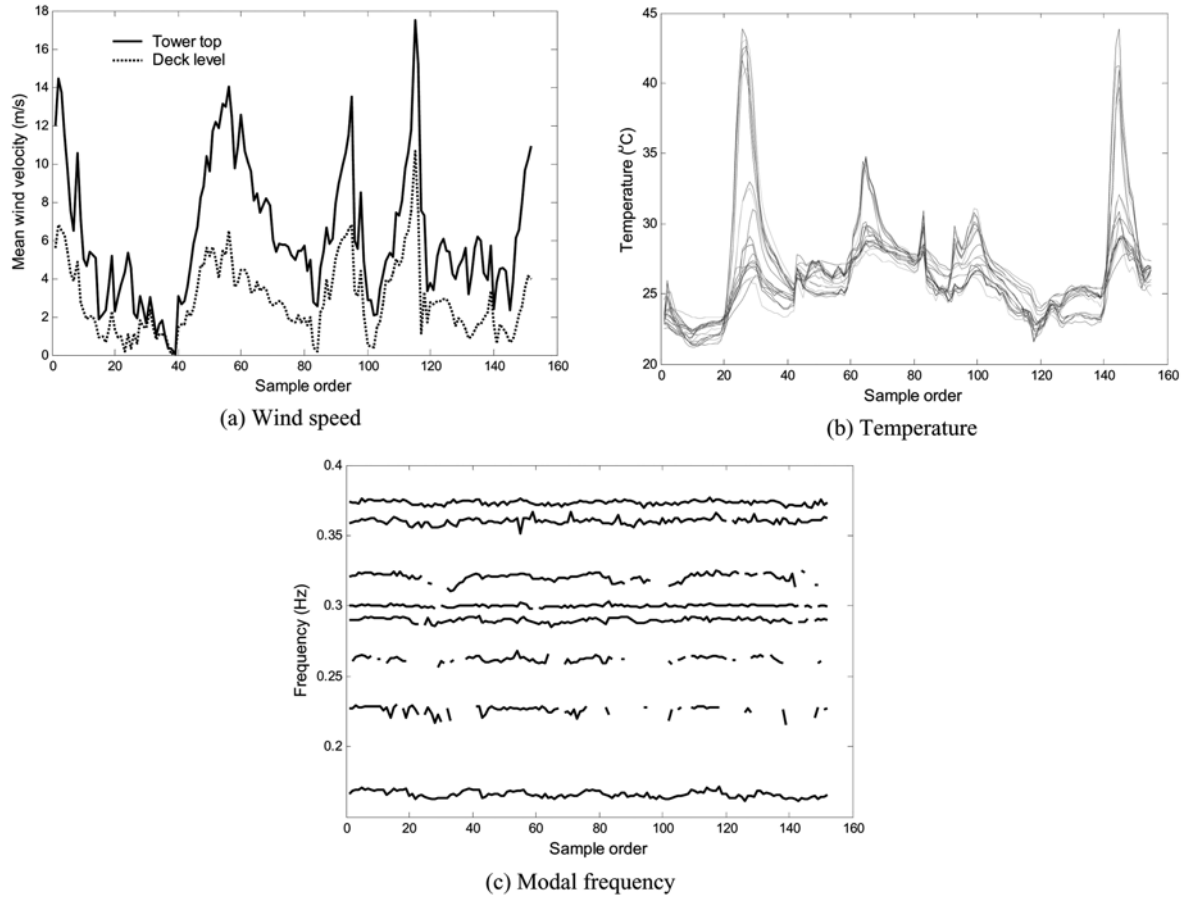 18
16
14
12
10
8
6
4
2
0
Mean wind velocity (m/s)
Tower top
Deck level
0 20 40 60 80 100 120 140 160
Sample order
(a) Wind speed
45
40
35
30
25
20
Temperature (°C)
0 20 40 60 80 100 120 140 160
Sample order
(b) Temperature
0.4
0.35
0.3
0.25
0.2
Frequency (Hz)
0 20 40 60 80 100 120 140 160
Sample order
(c) Modal frequency